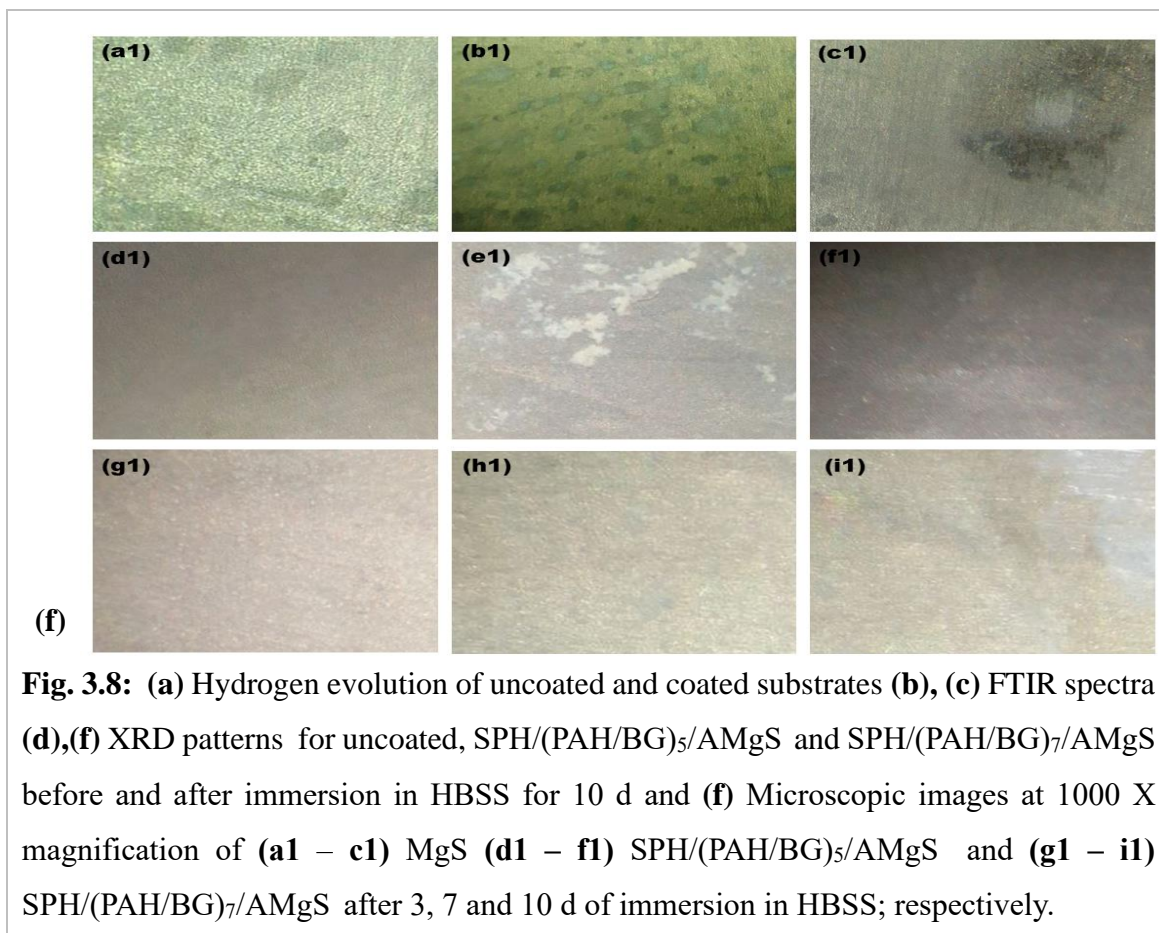 (a1) (b1) (c1)
(d1) (e1) (f1)
(g1) (h1) (i1)
(f)
Fig. 3.8: (a) Hydrogen evolution of uncoated and coated substrates (b), (c) FTIR spectra
(d),(f) XRD patterns for uncoated, SPH/(PAH/BG)₅/AMgS and SPH/(PAH/BG)₇/AMgS
before and after immersion in HBSS for 10 d and (f) Microscopic images at 1000 X
magnification of (a1 – c1) MgS (d1 – f1) SPH/(PAH/BG)₅/AMgS and (g1 – i1)
SPH/(PAH/BG)₇/AMgS after 3, 7 and 10 d of immersion in HBSS; respectively.